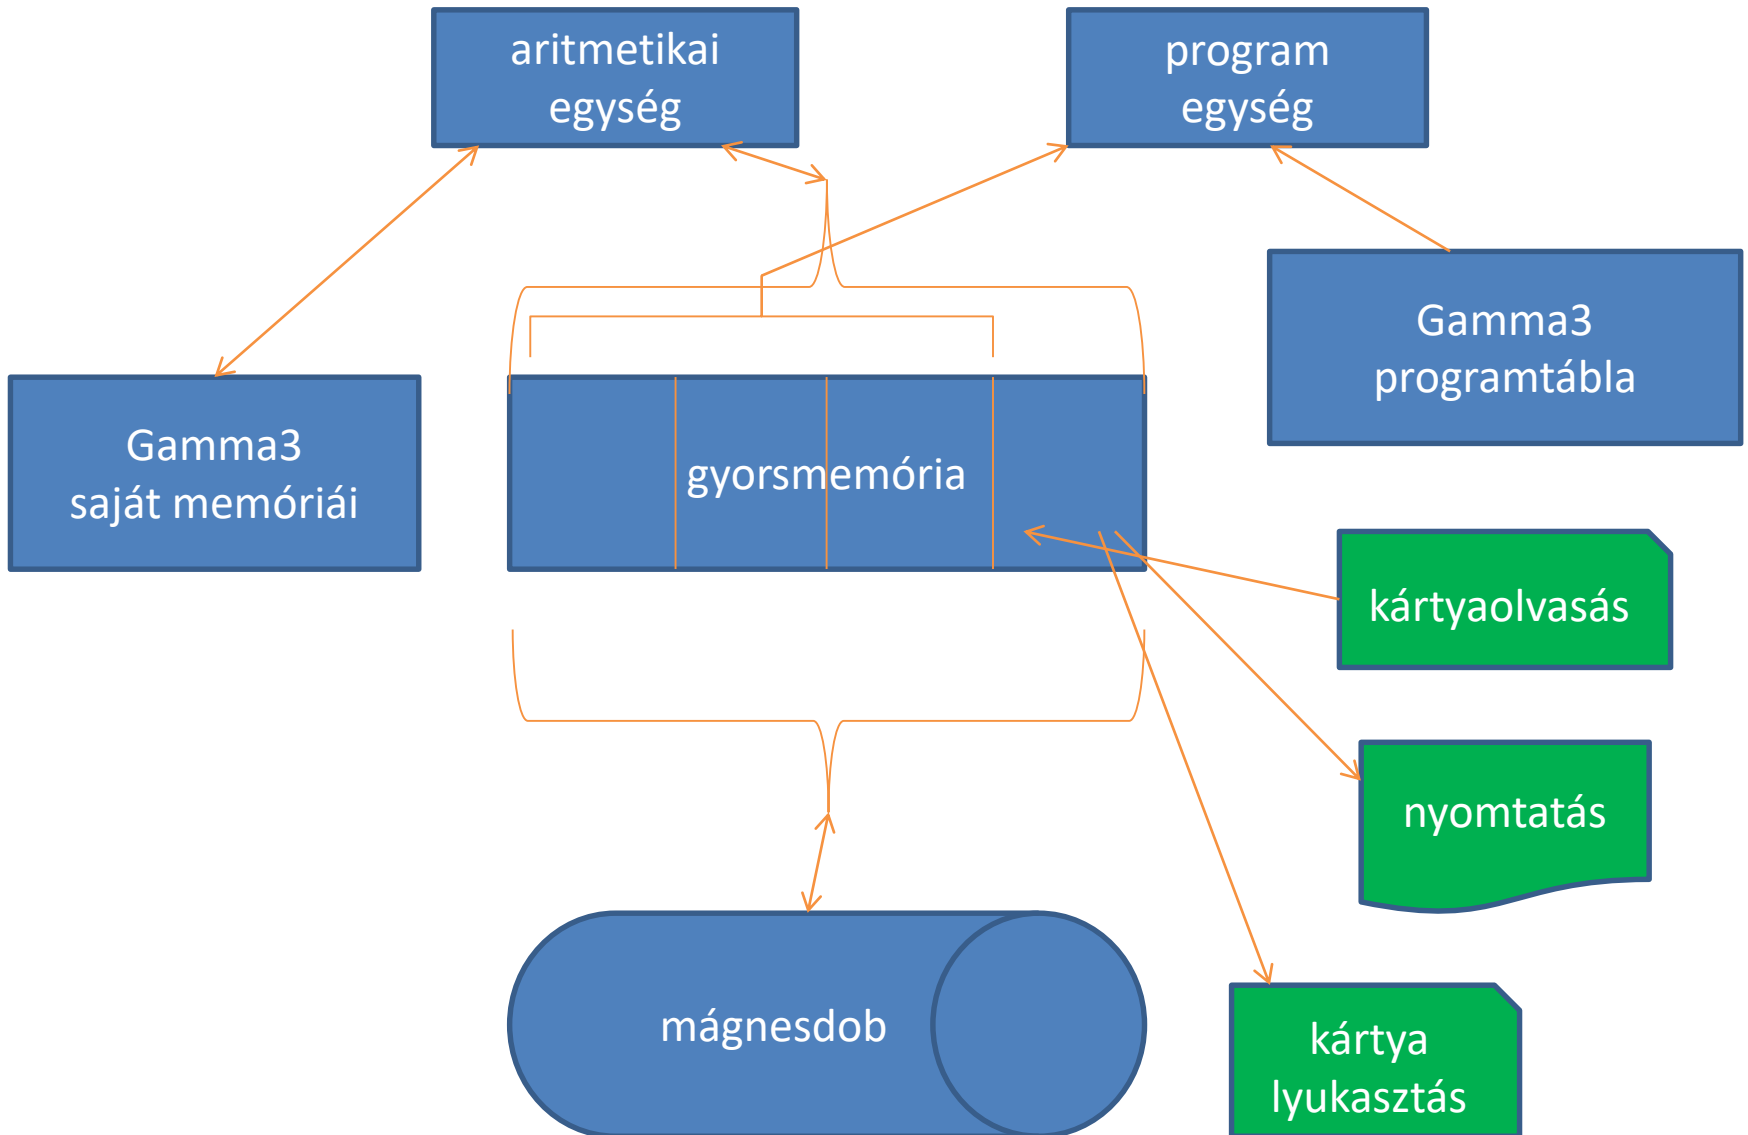 aritmetikai
egység
program
egység
Gamma3
programtábla
Gamma3
saját memóriái
gyorsmemória
kártyaolvasás
nyomtatás
mágnesdob
kártya
lyukasztás